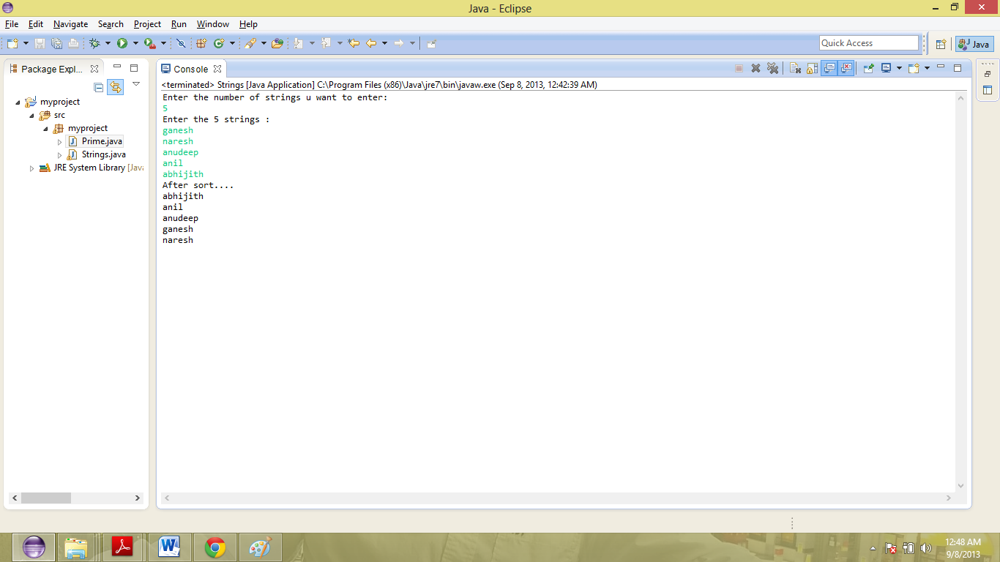 Java - Eclipse
File Edit Navigate Search Project Run Window Help
Quick Access
Java
Package Expl...
Console
<terminated> Strings [Java Application] C:\Program Files (x86)\Java\jre7\bin\javaw.exe (Sep 8, 2013, 12:42:39 AM)
myproject
src
myproject
Prime.java
Strings.java
JRE System Library [Java
Enter the number of strings u want to enter:
5
Enter the 5 strings :
ganesh
naresh
anudeep
anil
abhijith
After sort....
abhijith
anil
anudeep
ganesh
naresh
12:48 AM
9/8/2013